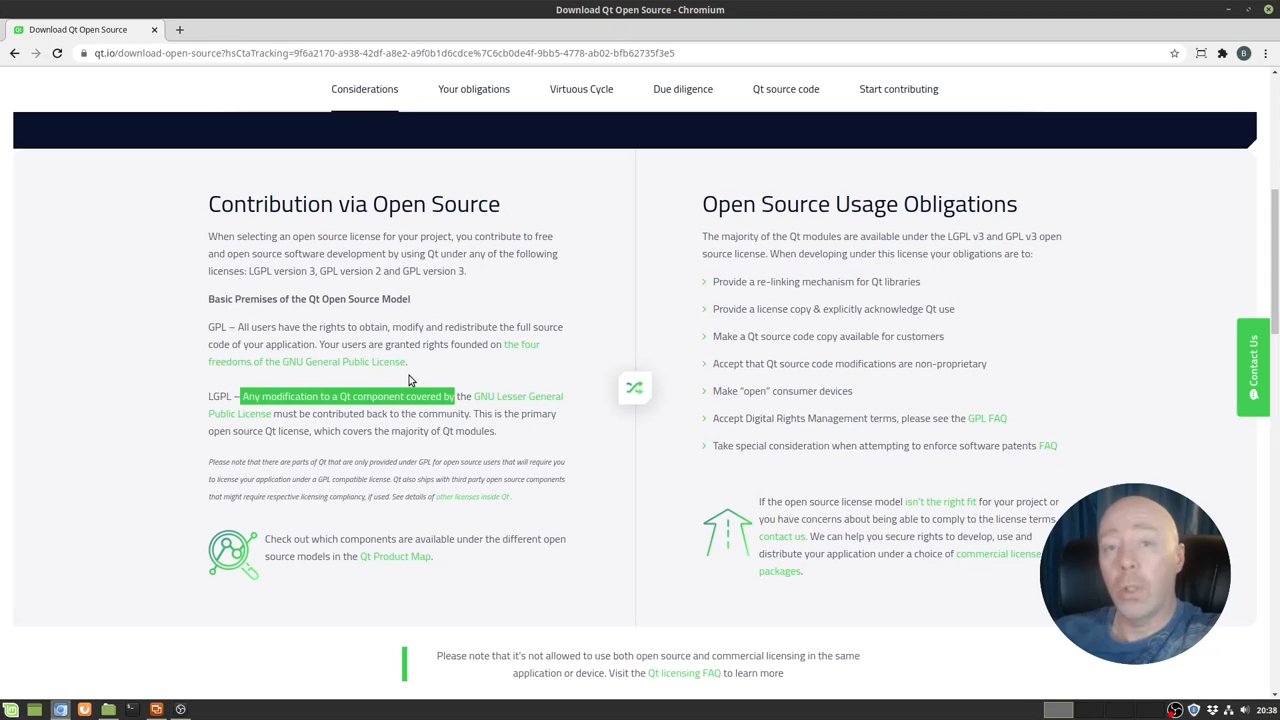 Download Qt Open Source - Chromium
Download Qt Open Source
qt.io/download-open-source?hsCtaTracking=9f6a2170-a938-42df-a8e2-a9f0b1d6cdce%7C6cb0de4f-9bb5-4778-ab02-bfb62735f3e5
B
Considerations
Your obligations
Virtuous Cycle
Due diligence
Qt source code
Start contributing
Contribution via Open Source
When selecting an open source license for your project, you contribute to free
and open source software development by using Qt under any of the following
licenses: LGPL version 3, GPL version 2 and GPL version 3.
Basic Premises of the Qt Open Source Model
GPL – All users have the rights to obtain, modify and redistribute the full source
code of your application. Your users are granted rights founded on the four
freedoms of the GNU General Public License.
LGPL – Any modification to a Qt component covered by the GNU Lesser General
Public License must be contributed back to the community. This is the primary
open source Qt license, which covers the majority of Qt modules.
Please note that there are parts of Qt that are only provided under GPL for open source users that will require you
to license your application under a GPL compatible license. Qt also ships with third party open source components
that might require respective licensing compliancy, if used. See details of other licenses inside Qt .
Check out which components are available under the different open
source models in the Qt Product Map.
Open Source Usage Obligations
The majority of the Qt modules are available under the LGPL v3 and GPL v3 open
source license. When developing under this license your obligations are to:
Provide a re-linking mechanism for Qt libraries
Provide a license copy & explicitly acknowledge Qt use
Make a Qt source code copy available for customers
Accept that Qt source code modifications are non-proprietary
Make “open” consumer devices
Accept Digital Rights Management terms, please see the GPL FAQ
Take special consideration when attempting to enforce software patents FAQ
If the open source license model isn't the right fit for your project or
you have concerns about being able to comply to the license terms,
contact us. We can help you secure rights to develop, use and
distribute your application under a choice of commercial license
packages.
Contact Us
Please note that it's not allowed to use both open source and commercial licensing in the same
application or device. Visit the Qt licensing FAQ to learn more
20:38